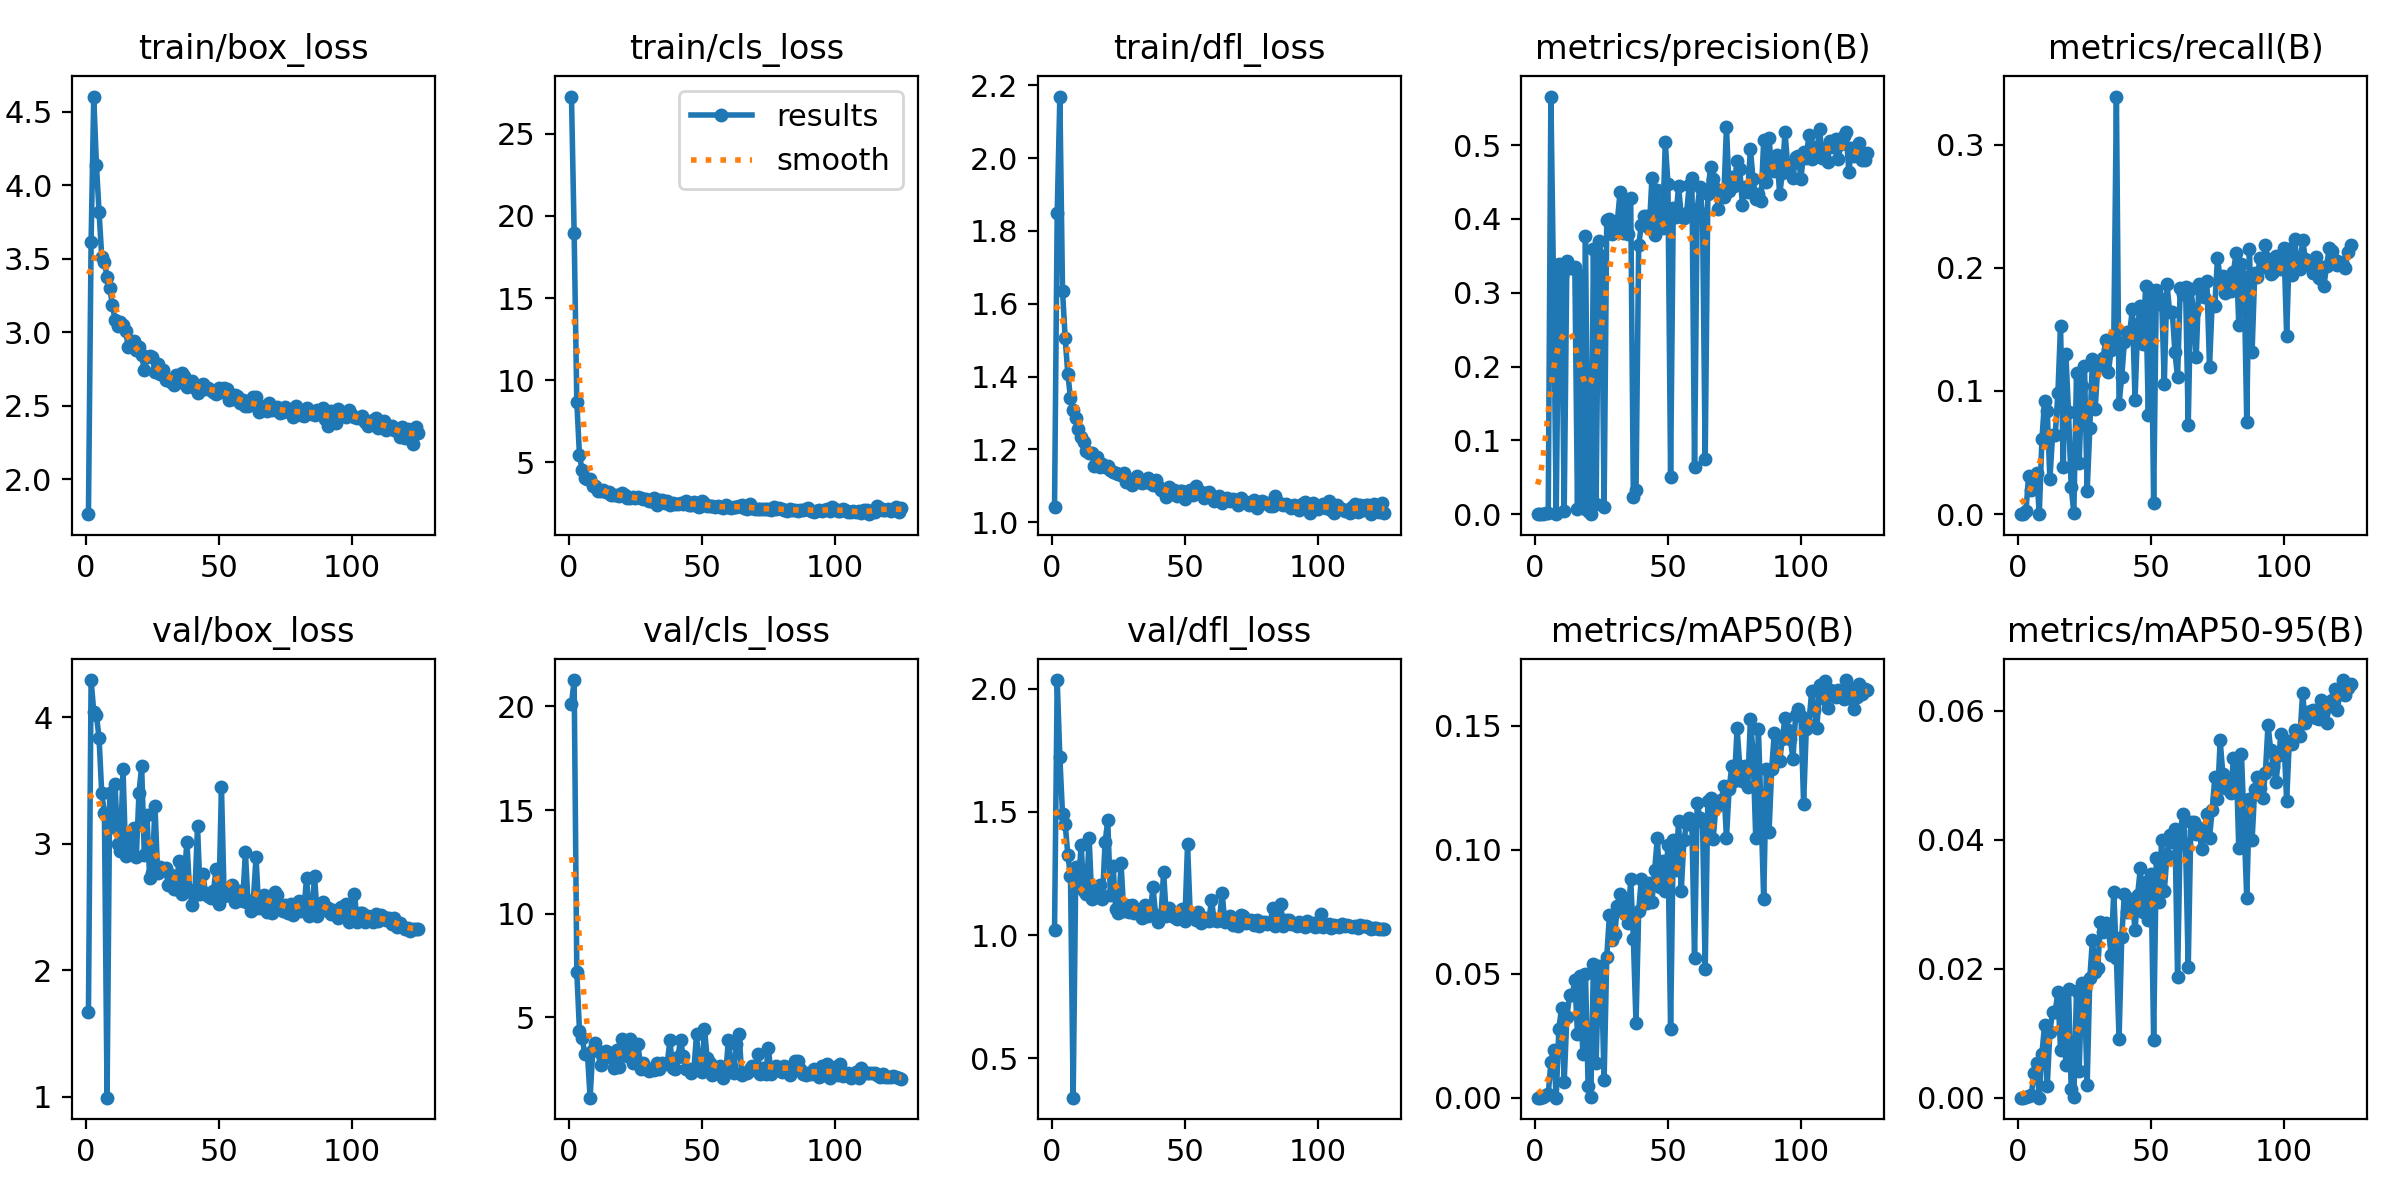 train/box_loss
train/cls_loss
train/dfl_loss
metrics/precision(B)
metrics/recall(B)
4.5
4.0
3.5
3.0
2.5
2.0
0 50 100
results
smooth
25
20
15
10
5
0 50 100
2.2
2.0
1.8
1.6
1.4
1.2
1.0
0 50 100
0.5
0.4
0.3
0.2
0.1
0.0
0 50 100
0.3
0.2
0.1
0.0
0 50 100
val/box_loss
val/cls_loss
val/dfl_loss
metrics/mAP50(B)
metrics/mAP50-95(B)
4
3
2
1
0 50 100
20
15
10
5
0 50 100
2.0
1.5
1.0
0.5
0 50 100
0.15
0.10
0.05
0.00
0 50 100
0.06
0.04
0.02
0.00
0 50 100